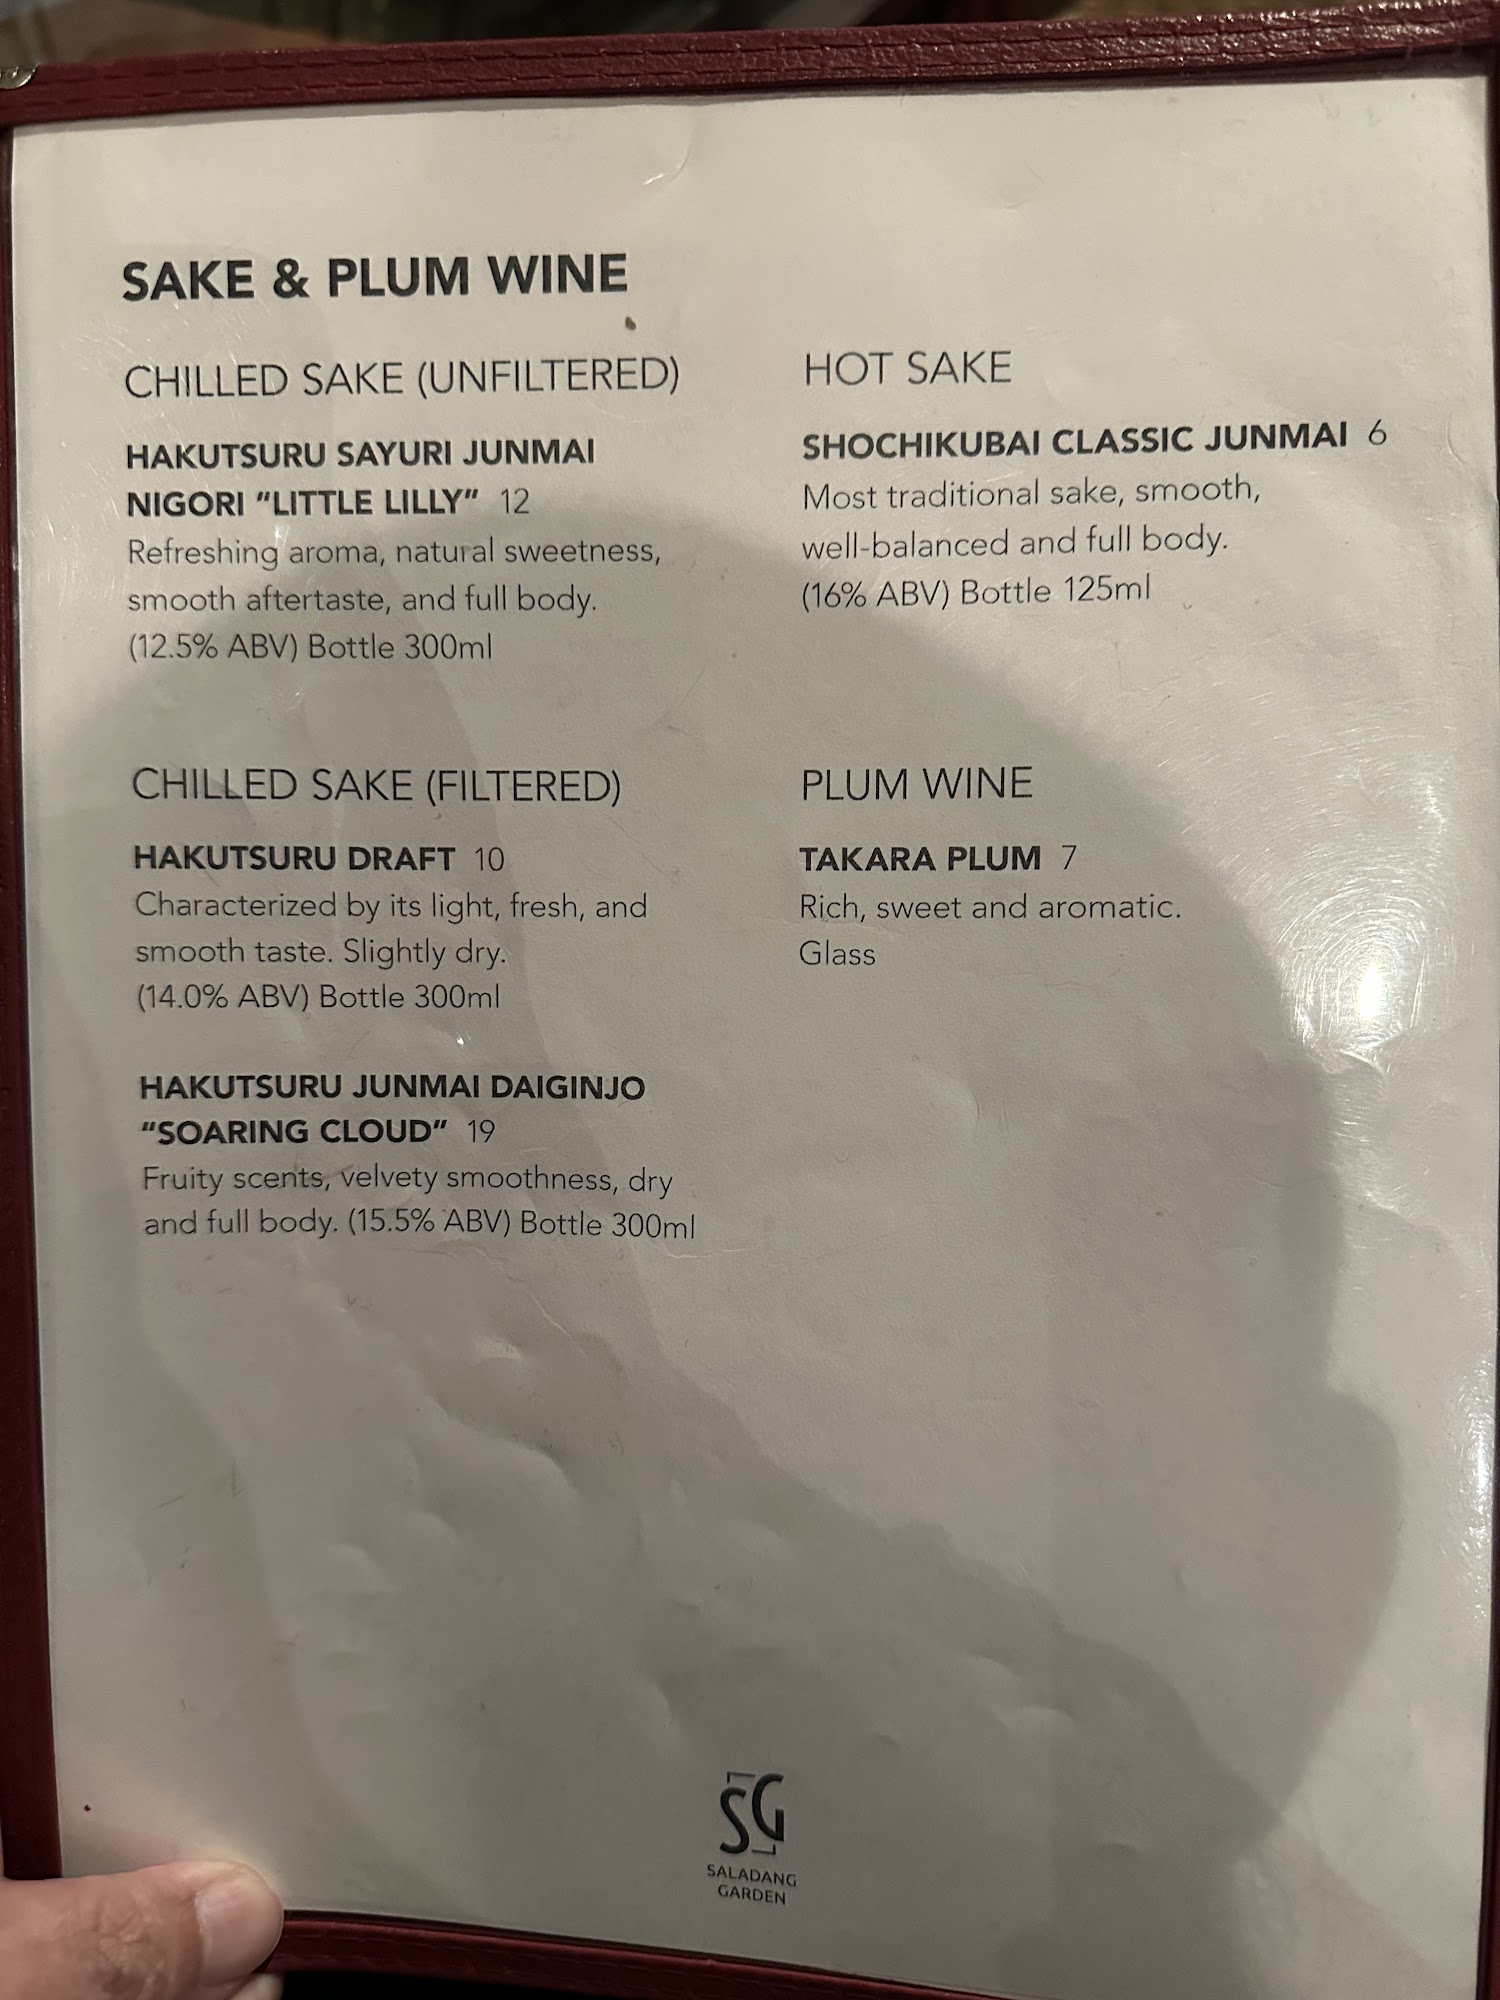 SAKE & PLUM WINE
CHILLED SAKE (UNFILTERED)
HAKUTSURU SAYURI JUNMAI
NIGORI “LITTLE LILLY” 12
Refreshing aroma, natural sweetness,
smooth aftertaste, and full body.
(12.5% ABV) Bottle 300ml
CHILLED SAKE (FILTERED)
HAKUTSURU DRAFT 10
Characterized by its light, fresh, and
smooth taste. Slightly dry.
(14.0% ABV) Bottle 300ml
HAKUTSURU JUNMAI DAIGINJO
“SOARING CLOUD” 19
Fruity scents, velvety smoothness, dry
and full body. (15.5% ABV) Bottle 300ml
HOT SAKE
SHOCHIKUBAI CLASSIC JUNMAI 6
Most traditional sake, smooth,
well-balanced and full body.
(16% ABV) Bottle 125ml
PLUM WINE
TAKARA PLUM 7
Rich, sweet and aromatic.
Glass
SG
SALADANG
GARDEN